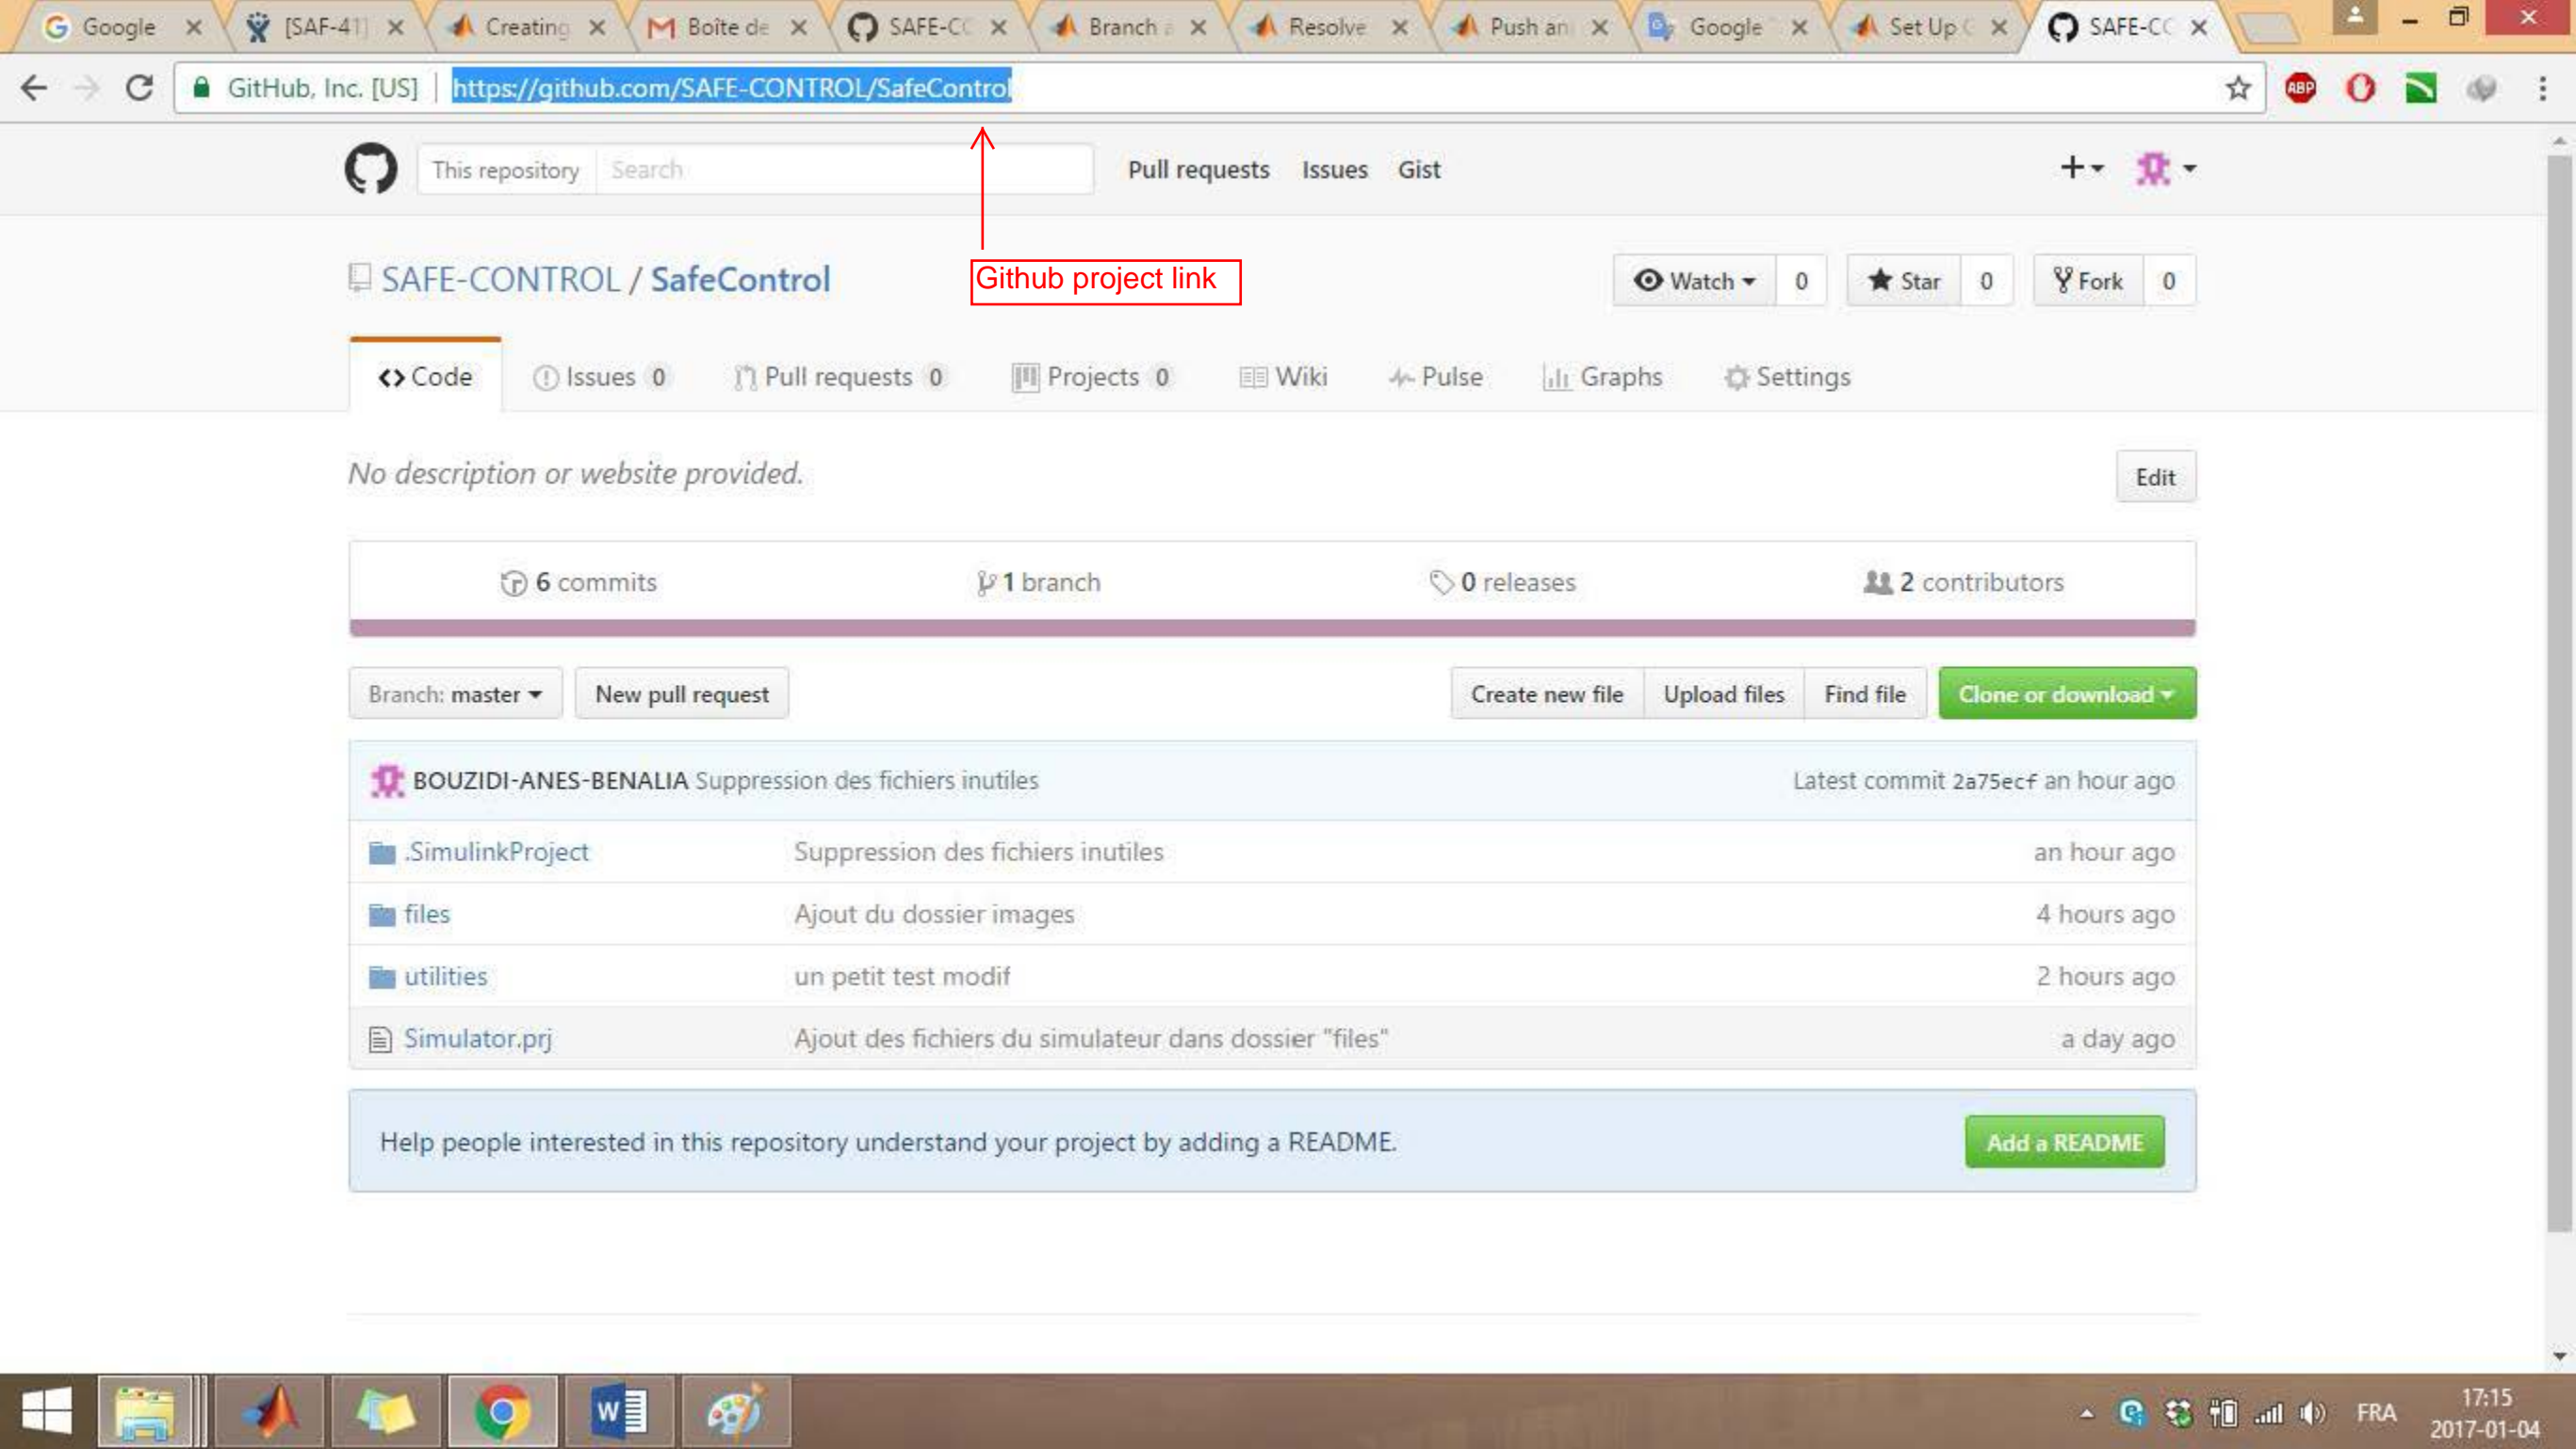 Google [SAF-41] Creating Boîte de SAFE-CC Branch a Resolve Push an Google Set Up SAFE-CC
GitHub, Inc. [US] https://github.com/SAFE-CONTROL/SafeControl ABP
This repository Search Pull requests Issues Gist
SAFE-CONTROL / SafeControl Github project link Watch 0 Star 0 Fork 0
Code Issues 0 Pull requests 0 Projects 0 Wiki Pulse Graphs Settings
No description or website provided. Edit
6 commits 1 branch 0 releases 2 contributors
Branch: master New pull request Create new file Upload files Find file Clone or download
BOUZIDI-ANES-BENALIA Suppression des fichiers inutiles Latest commit 2a75ecf an hour ago
.SimulinkProject Suppression des fichiers inutiles an hour ago
files Ajout du dossier images 4 hours ago
utilities un petit test modif 2 hours ago
Simulator.prj Ajout des fichiers du simulateur dans dossier "files" a day ago
Help people interested in this repository understand your project by adding a README. Add a README
FRA 17:15
2017-01-04